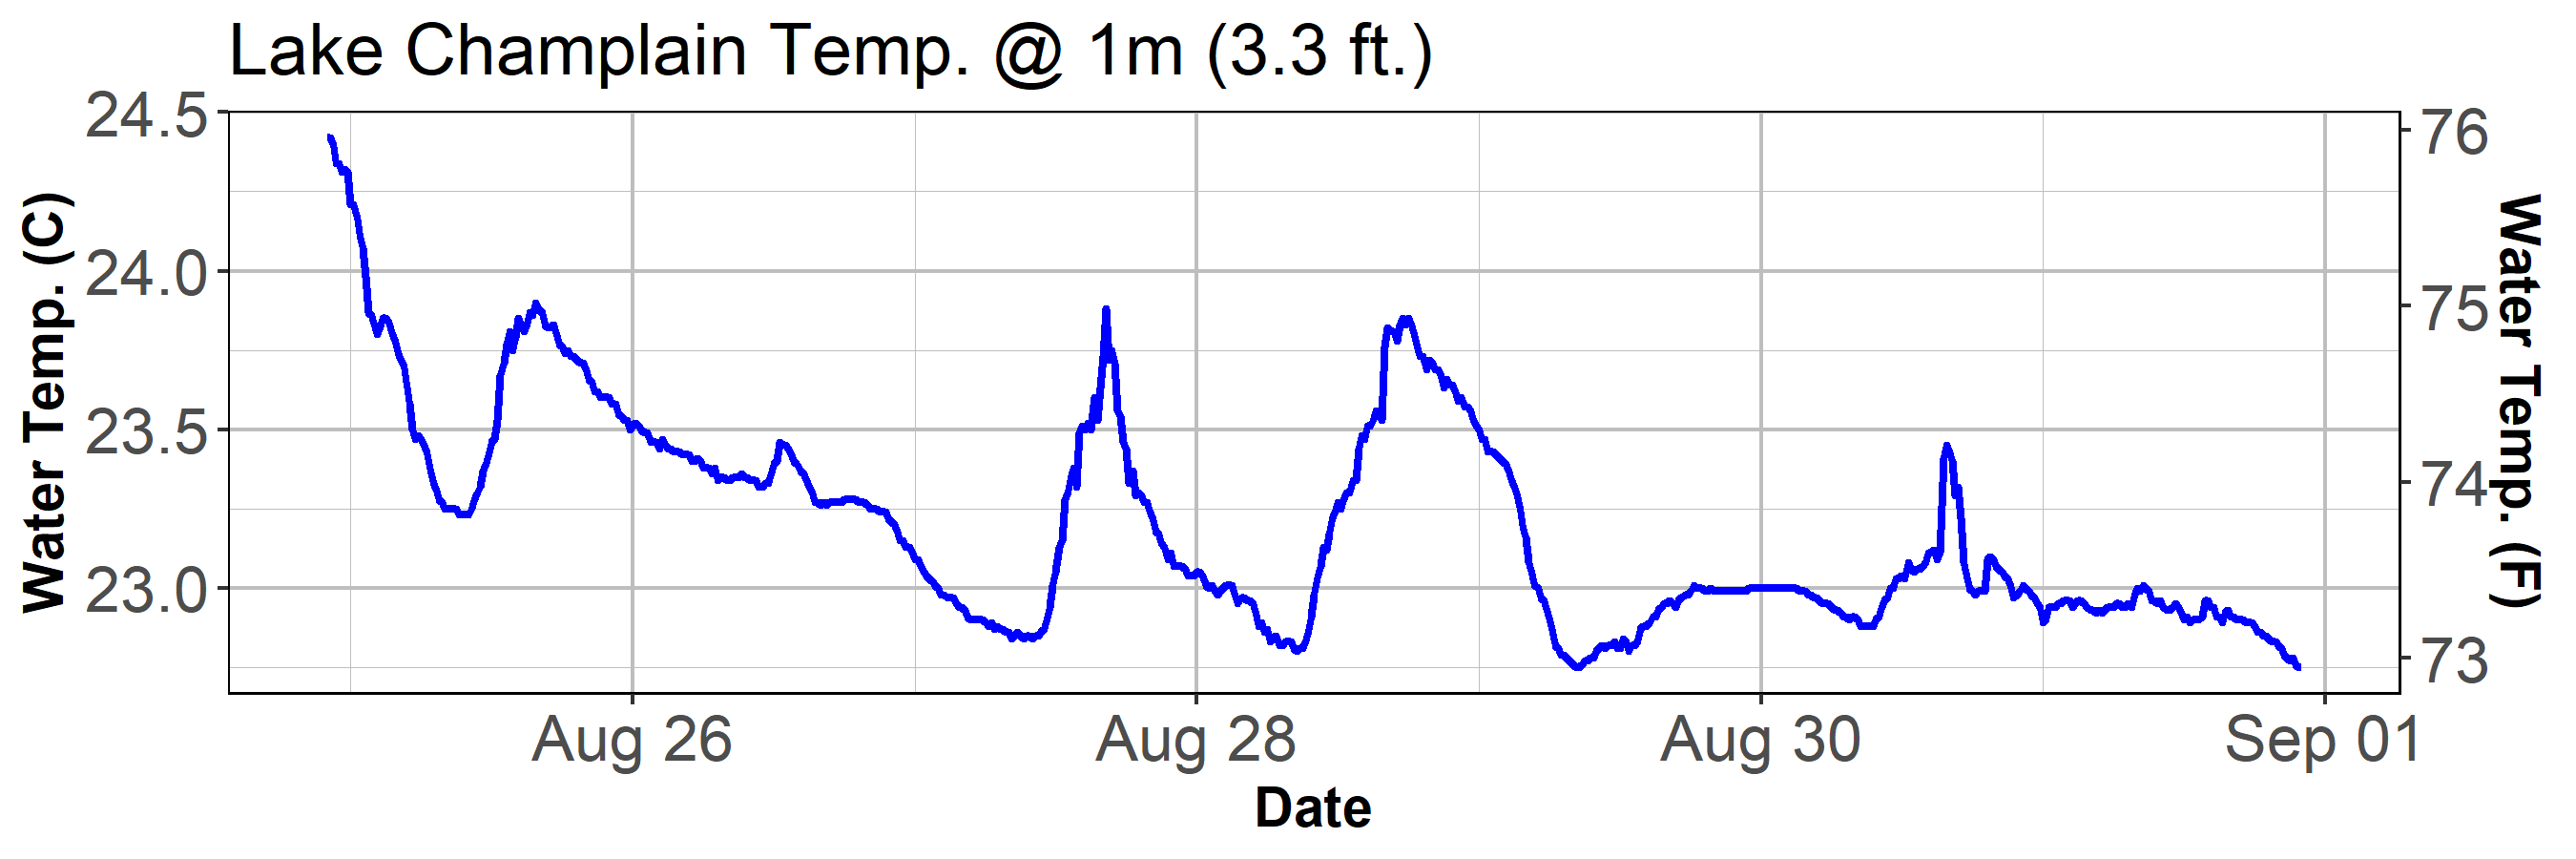 Lake Champlain Temp. @ 1m (3.3 ft.)
Water Temp. (C)
24.5
24.0
23.5
23.0
76
75
74
73
Water Temp. (F)
Aug 26 Aug 28 Aug 30 Sep 01
Date